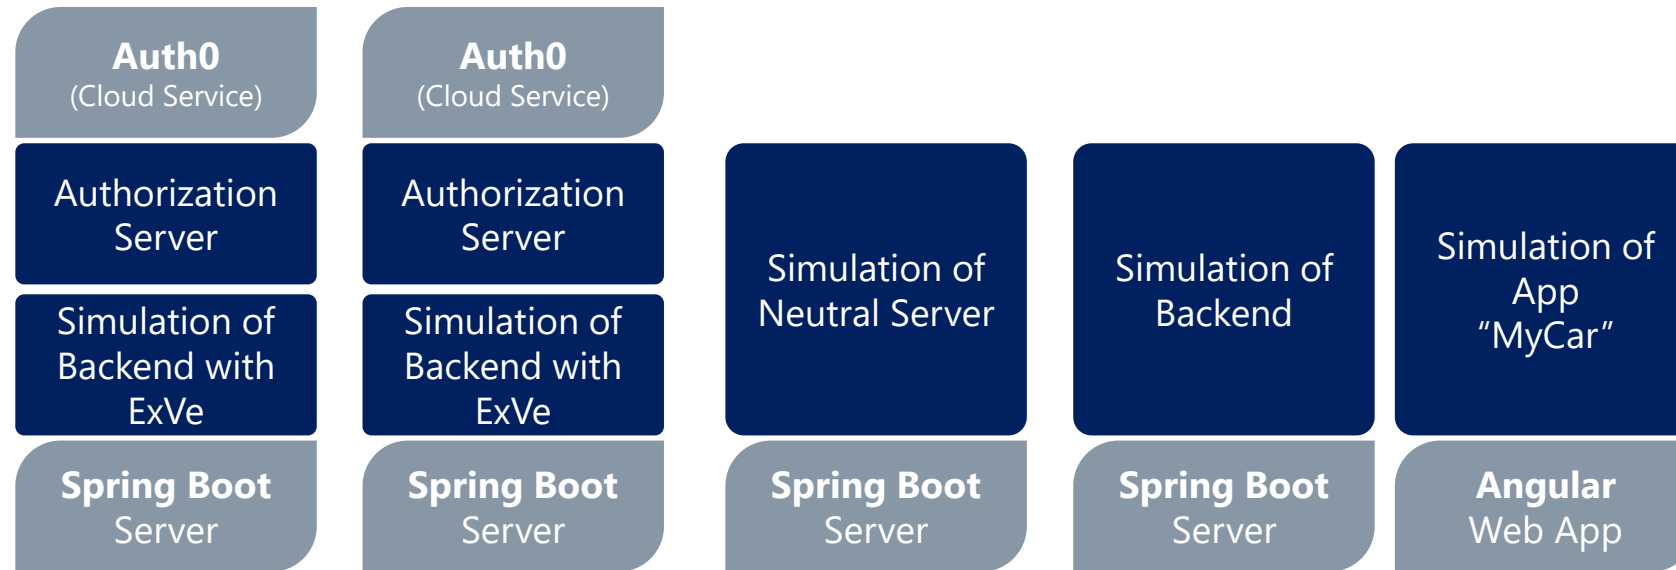 Auth0
(Cloud Service)
Authorization
Server
Simulation of
Backend with
ExVe
Spring Boot
Server
Auth0
(Cloud Service)
Authorization
Server
Simulation of
Backend with
ExVe
Spring Boot
Server
Simulation of
Neutral Server
Spring Boot
Server
Simulation of
Backend
Spring Boot
Server
Simulation of
App
“MyCar”
Angular
Web App